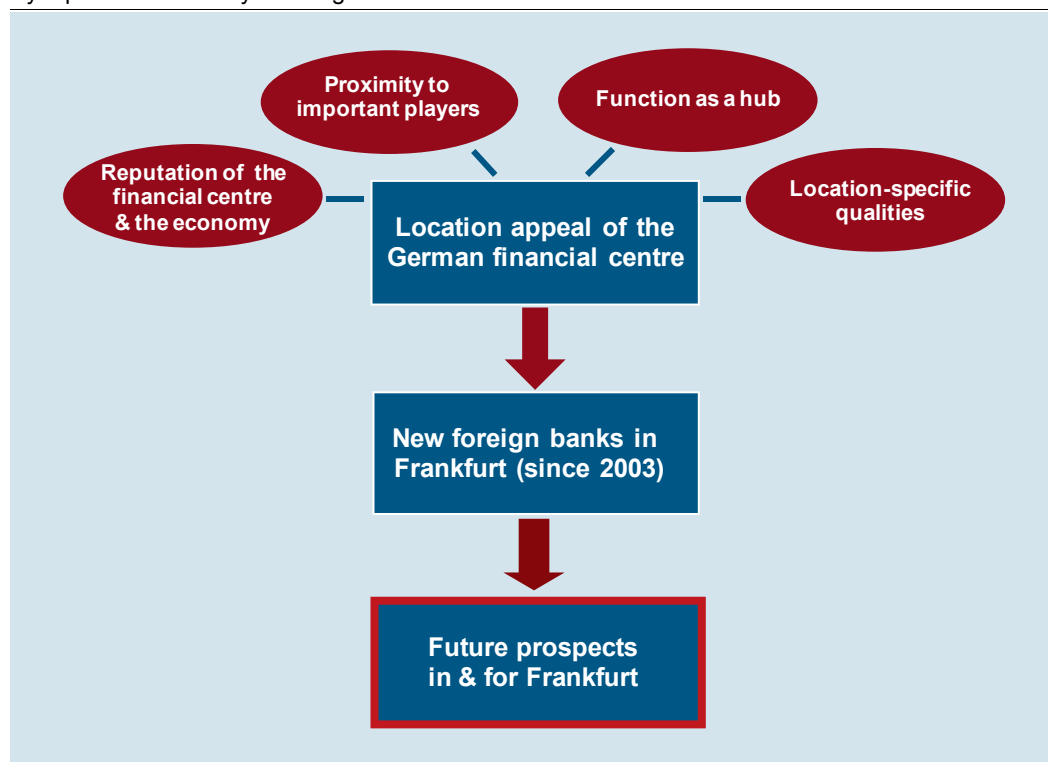 Proximity to
important players
Function as a hub
Reputation of the
financial centre
& the economy
Location-specific
qualities
Location appeal of the
German financial centre
New foreign banks in
Frankfurt (since 2003)
Future prospects
in & for Frankfurt